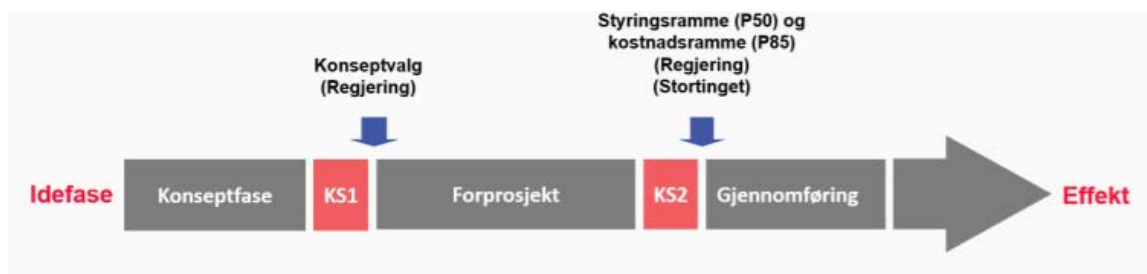 Styringsramme (P50) og
kostnadsramme (P85)
(Regjering)
(Stortinget)
Konseptvalg
(Regjering)
Idefase
Konseptfase
KS1
Forprosjekt
KS2
Gjennomføring
Effekt